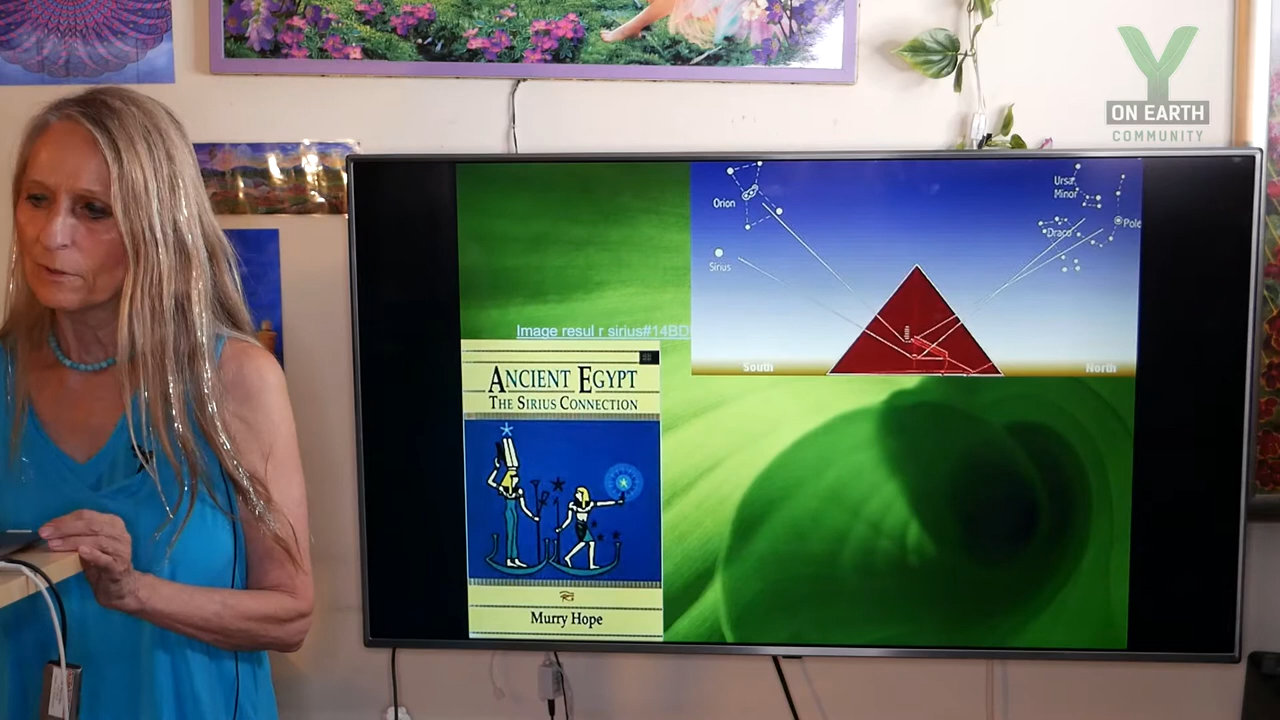 Y
ON EARTH
COMMUNITY
Orion
Ursa
Minor
Draco
Sirius
South
North
Image resul r sirius#14BD
ANCIENT EGYPT
THE SIRIUS CONNECTION
Murry Hope